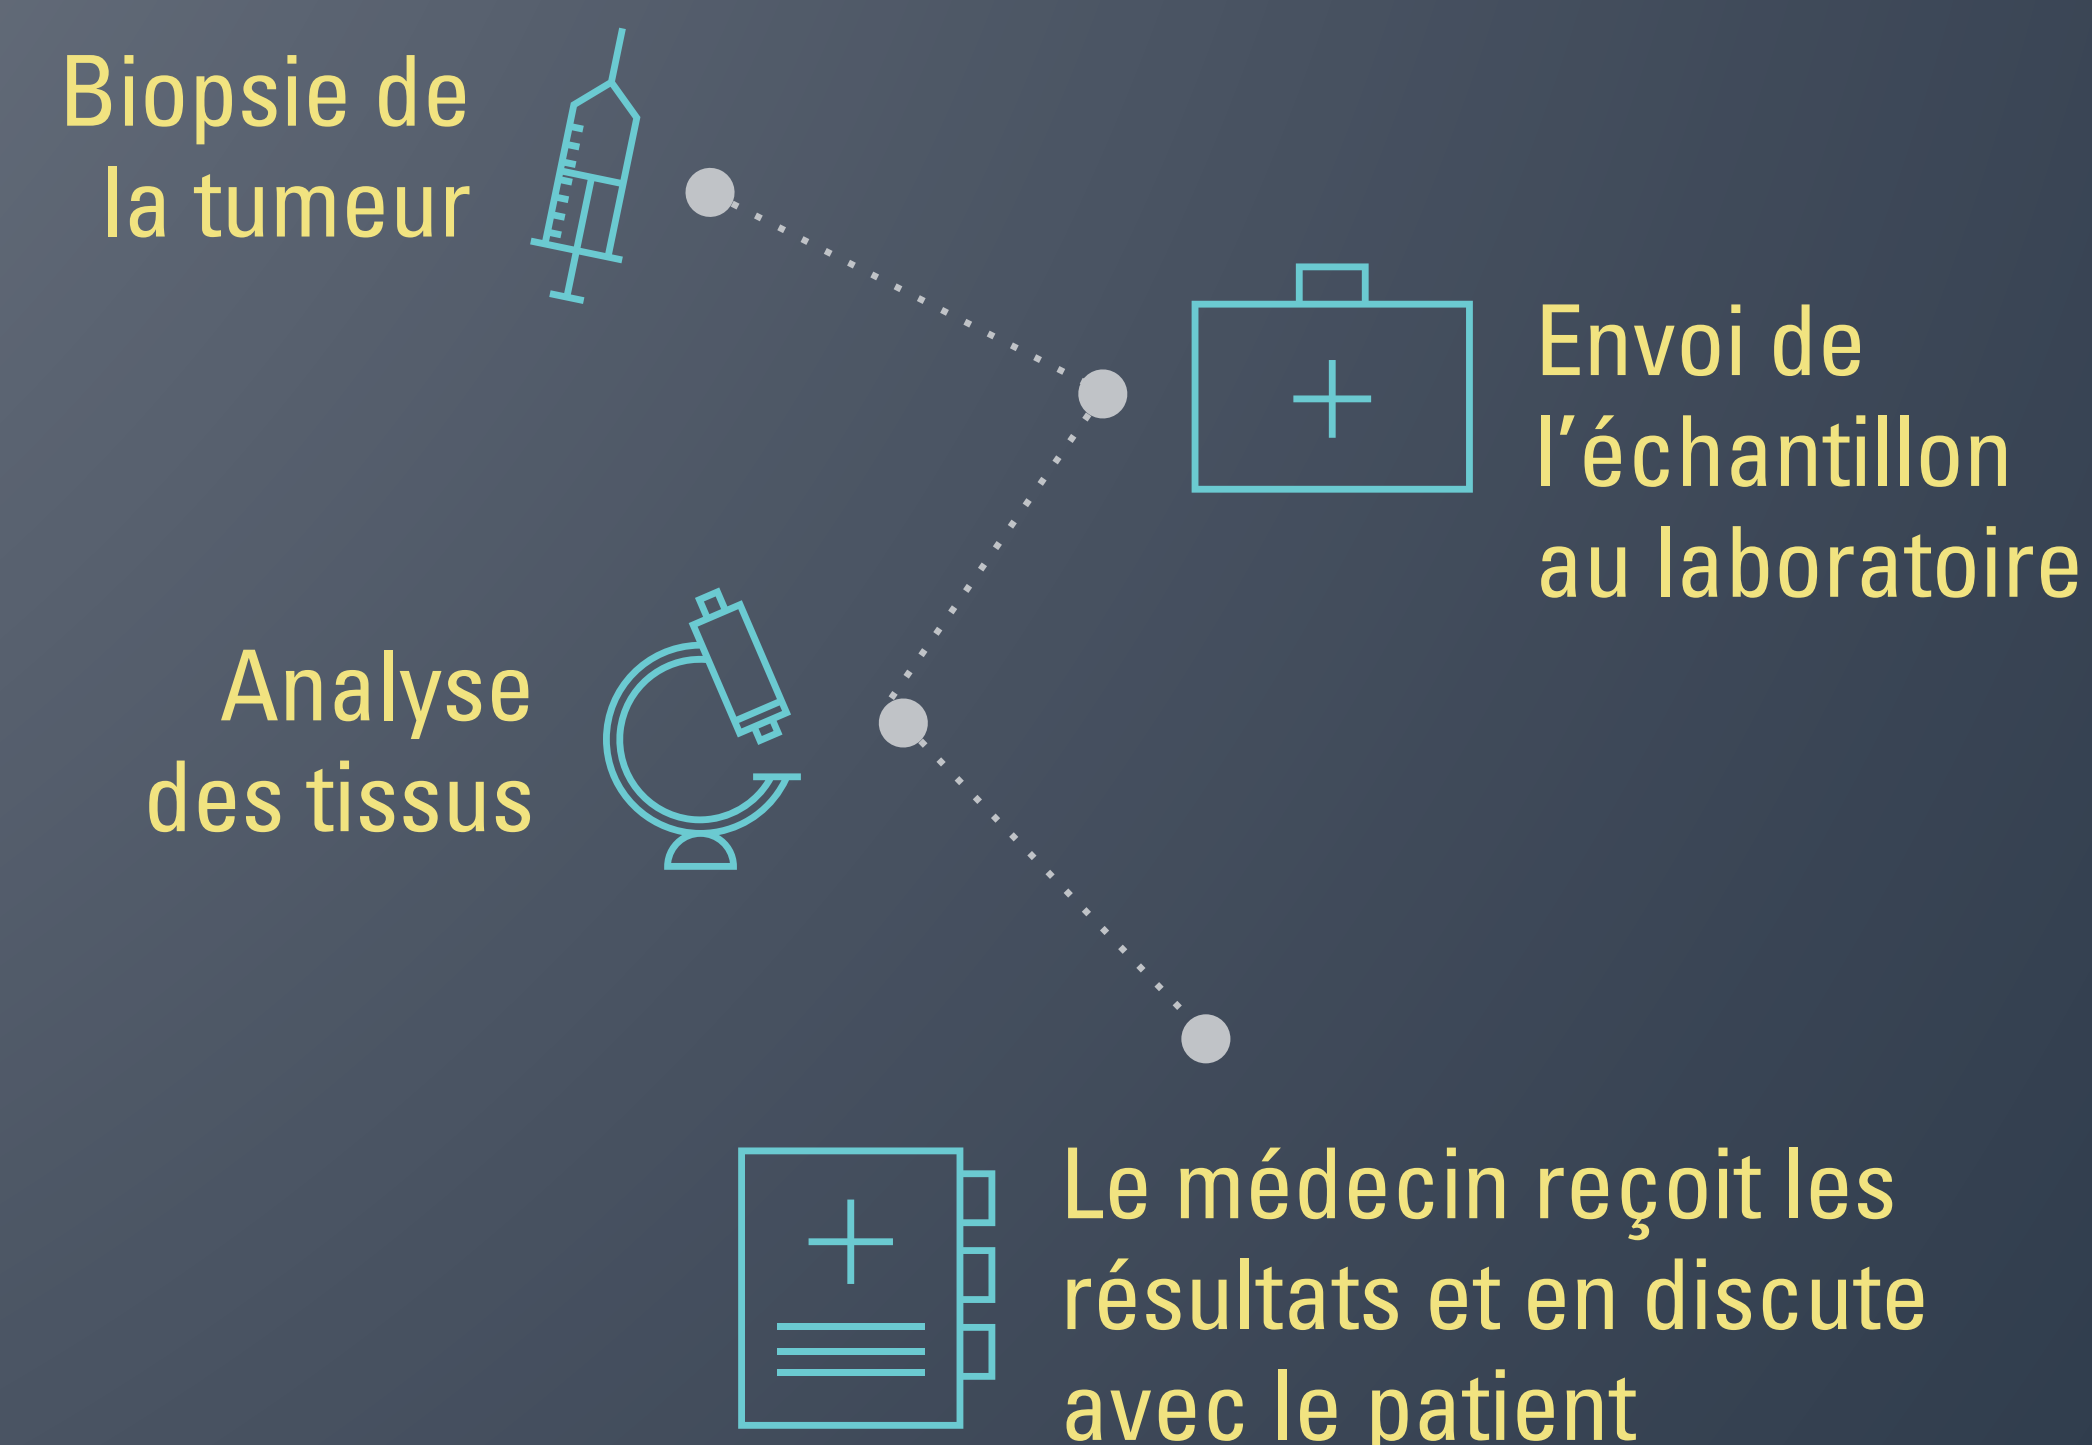 Biopsie de
la tumeur
Envoi de
l’échantillon
au laboratoire
Analyse
des tissus
Le médecin reçoit les
résultats et en discute
avec le patient